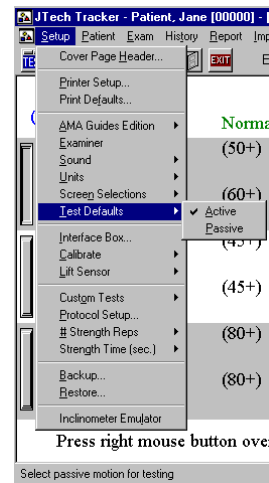 JTech Tracker - Patient, Jane [00000] - [
Setup Patient Exam History Report Imp
EXIT E
Cover Page Header...
Printer Setup...
Print Defaults...
AMA Guides Edition
Examiner
Sound
Units
Screen Selections
Test Defaults
Active
Passive
Interface Box...
Calibrate
Lift Sensor
Custom Tests
Protocol Setup...
# Strength Reps
Strength Time (sec.)
Backup...
Restore...
Inclinometer Emulator
(
Norma
(50+)
(60+)
(45+)
(45+)
(80+)
(80+)
Press right mouse button ove
Select passive motion for testing